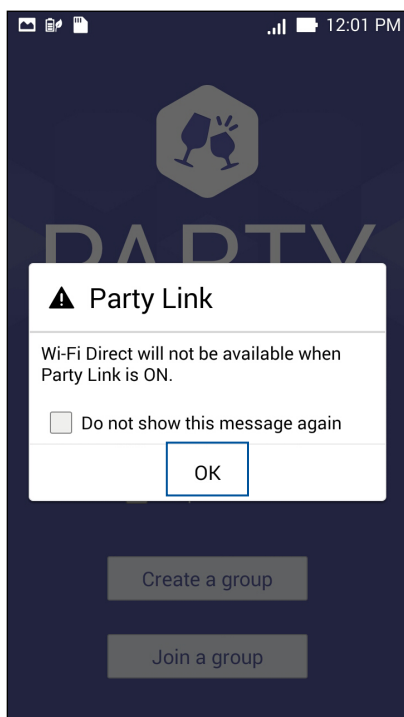 12:01 PM
PARTY
Party Link
Wi-Fi Direct will not be available when
Party Link is ON.
Do not show this message again
OK
Create a group
Join a group